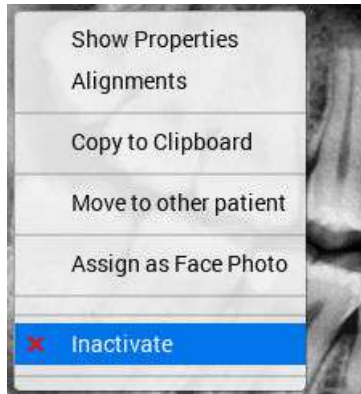 Show Properties
Alignments
Copy to Clipboard
Move to other patient
Assign as Face Photo
Inactivate